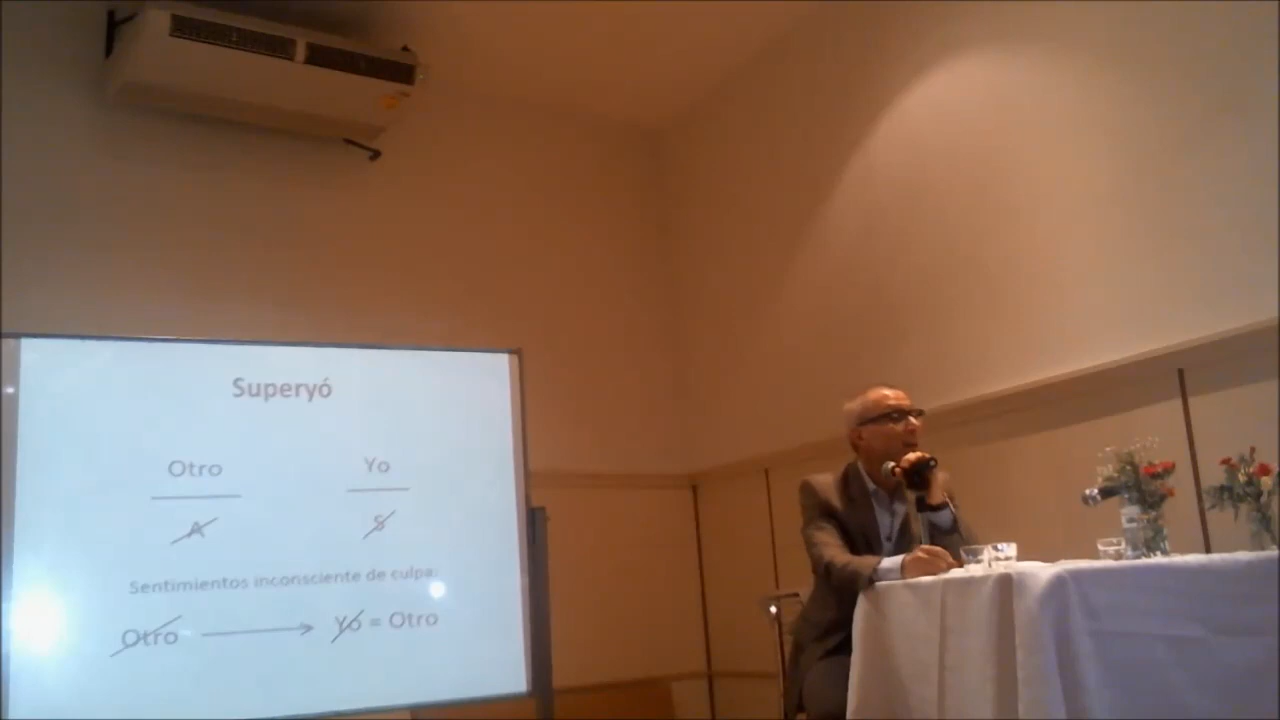 Superyó
Otro Yo
A S
Sentimientos inconsciente de culpa:
Otro → Yo = Otro